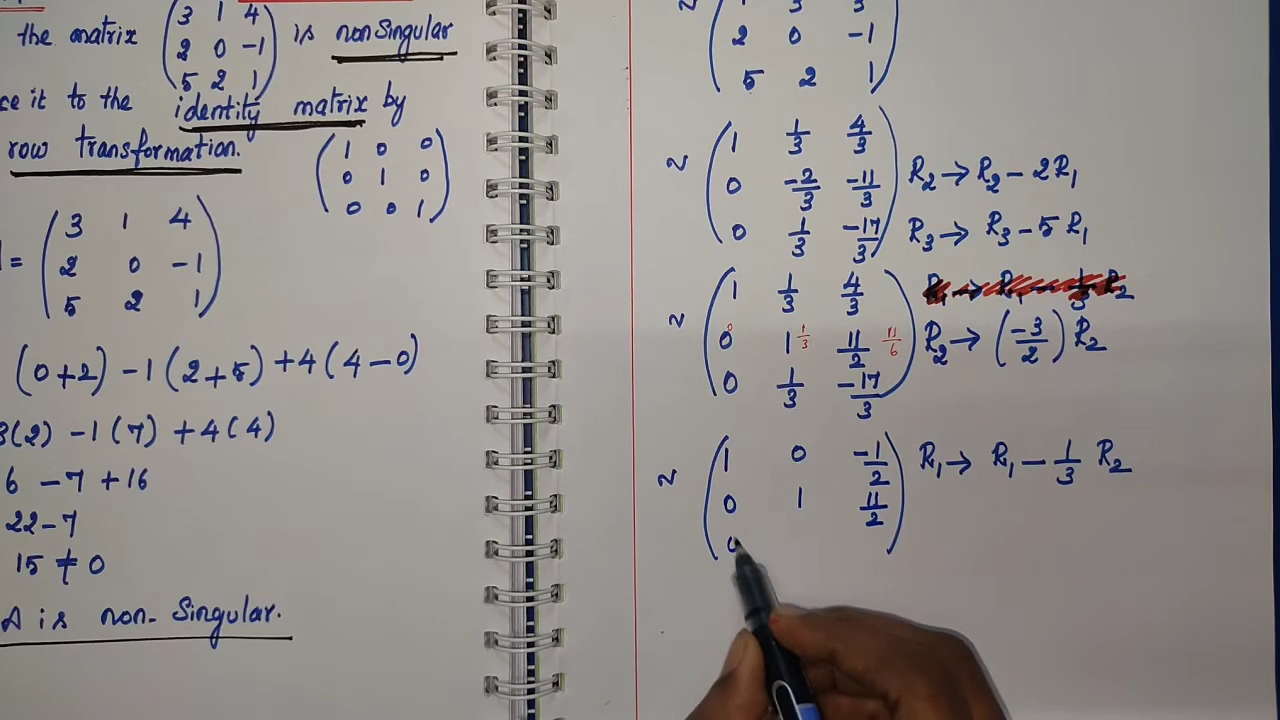 the matrix (3 1 4
2 0 -1
5 2 1) is nonSingular
ce it to the identity matrix by
row transformation.
(1 0 0
0 1 0
0 0 1)
= (3 1 4
2 0 -1
5 2 1)
(0+2) -1(2+5) +4(4-0)
3(2) -1(7) +4(4)
6 -7 +16
22-7
15 ≠ 0
A is non-Singular.
2 0 -1
5 2 1)
~ (1 1/3 4/3
0 -2/3 -11/3 R2 → R2 - 2R1
0 1/3 -17/3) R3 → R3 - 5R1
~ (1 1/3 4/3
0 0 1 1/3 11/2 11/6 R2 → (-3/2) R2
0 1/3 -17/3)
~ (1 0 -1/2 R1 → R1 - 1/3 R2
0 1 11/2
0